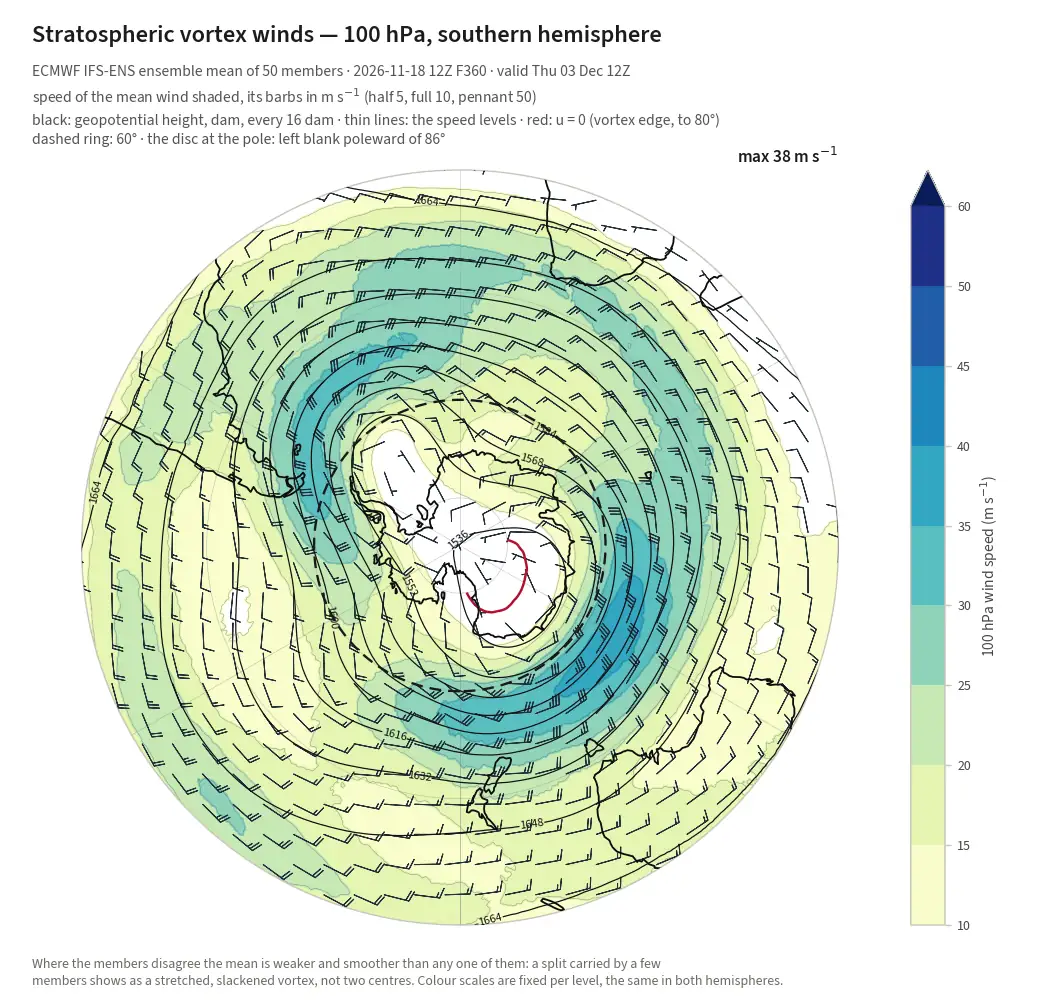 Stratospheric vortex winds — 100 hPa, southern hemisphere
ECMWF IFS-ENS ensemble mean of 50 members · 2026-11-18 12Z F360 · valid Thu 03 Dec 12Z
speed of the mean wind shaded, its barbs in m s⁻¹ (half 5, full 10, pennant 50)
black: geopotential height, dam, every 16 dam · thin lines: the speed levels · red: u = 0 (vortex edge, to 80°)
dashed ring: 60° · the disc at the pole: left blank poleward of 86°
max 38 m s⁻¹
1664
60
50
45
40
35
30
25
20
15
10
100 hPa wind speed (m s⁻¹)
1584
1568
1664
1536
1552
1600
1616
1632
1648
1664
Where the members disagree the mean is weaker and smoother than any one of them: a split carried by a few
members shows as a stretched, slackened vortex, not two centres. Colour scales are fixed per level, the same in both hemispheres.